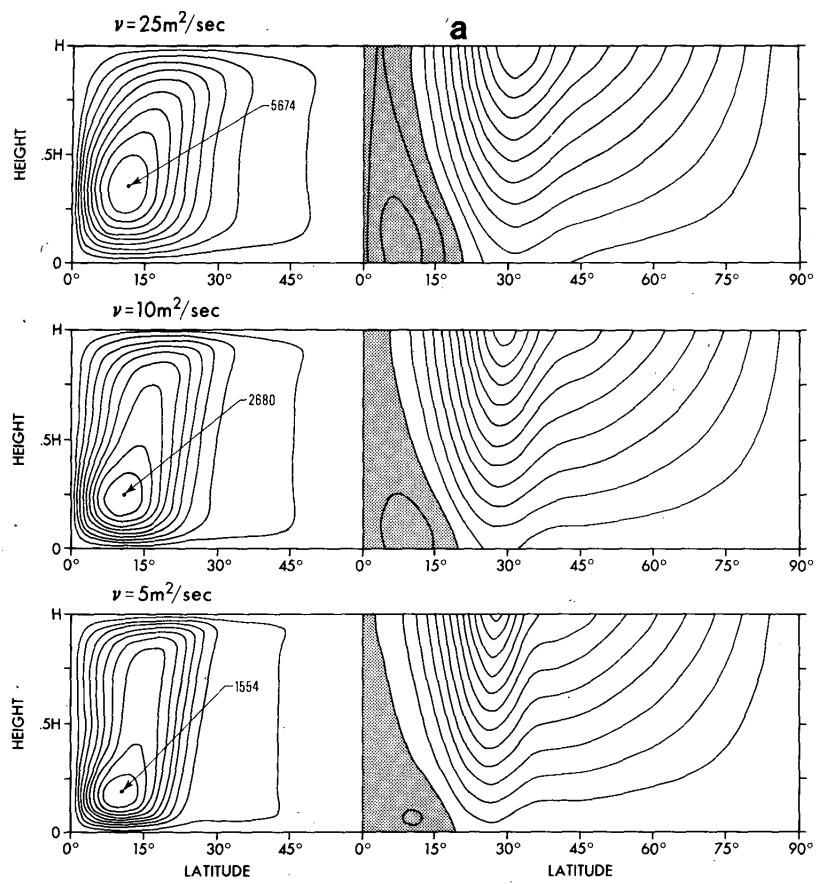 ν=25m²/sec
a
H
HEIGHT
.5H
0
5674
0° 15° 30° 45° 0° 15° 30° 45° 60° 75° 90°
ν=10m²/sec
H
HEIGHT
.5H
0
2680
0° 15° 30° 45° 0° 15° 30° 45° 60° 75° 90°
ν=5m²/sec
H
HEIGHT
.5H
0
1554
0° 15° 30° 45° 0° 15° 30° 45° 60° 75° 90°
LATITUDE LATITUDE